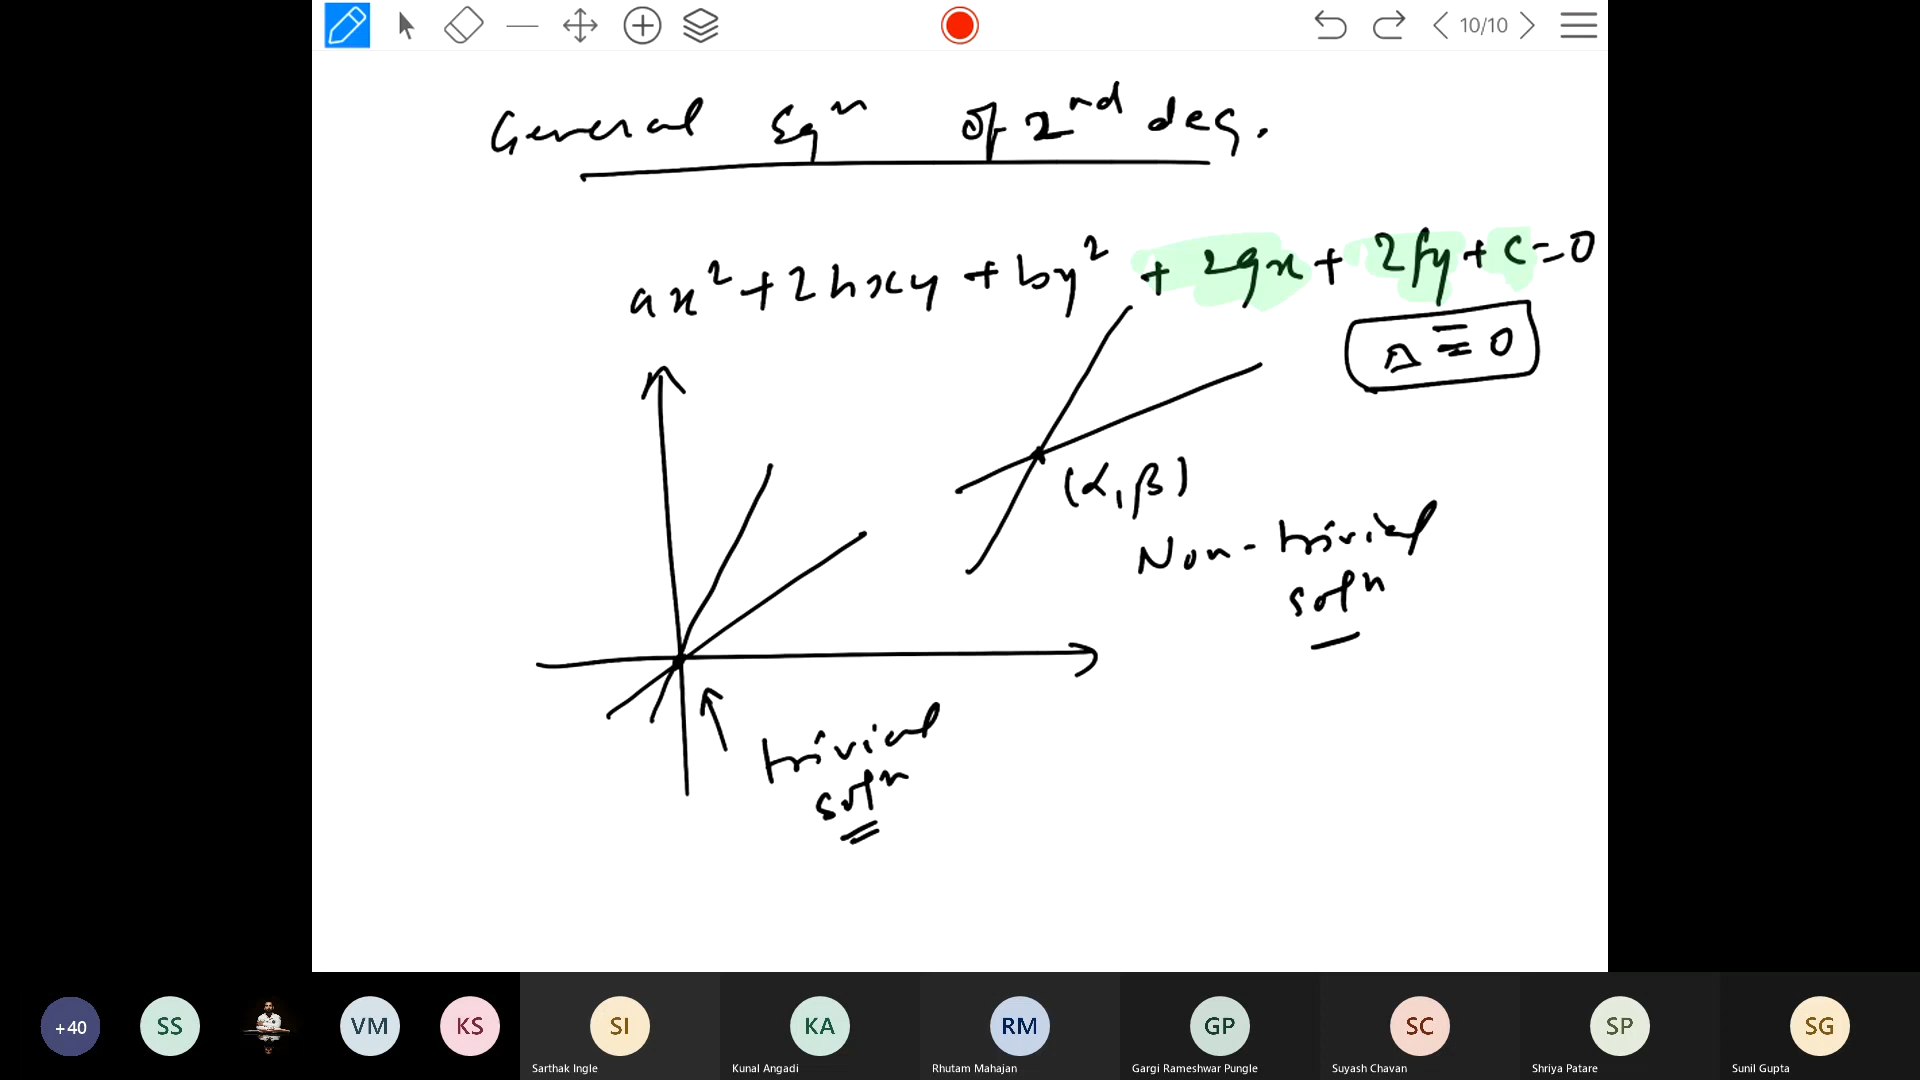 10/10
General Eqⁿ of 2ⁿᵈ deg.
ax² + 2hxy + by² + 2gx + 2fy + c = 0
Δ = 0
(α, β)
Non-trivial
solⁿ
trivial
solⁿ
+40 SS VM KS SI KA RM GP SC SP SG
Sarthak Ingle Kunal Angadi Rhutam Mahajan Gargi Rameshwar Pungle Suyash Chavan Shriya Patare Sunil Gupta